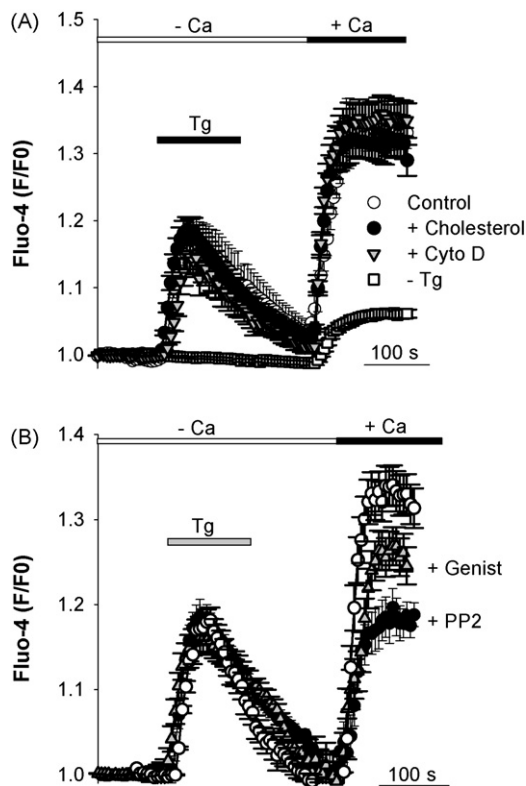 (A)
- Ca
+ Ca
1.5
1.4
1.3
1.2
1.1
1.0
Fluo-4 (F/F0)
Tg
Control
+ Cholesterol
+ Cyto D
- Tg
100 s
(B)
- Ca
+ Ca
1.4
1.3
1.2
1.1
1.0
Fluo-4 (F/F0)
Tg
+ Genist
+ PP2
100 s